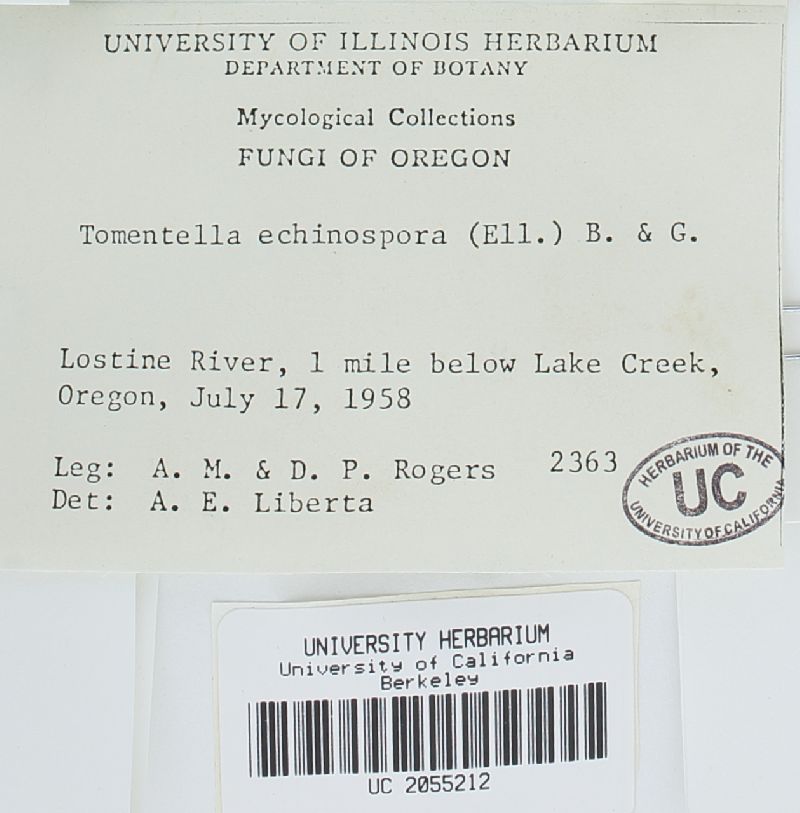 UNIVERSITY OF ILLINOIS HERBARIUM
DEPARTMENT OF BOTANY
Mycological Collections
FUNGI OF OREGON
Tomentella echinospora (Ell.) B. & G.
Lostine River, 1 mile below Lake Creek,
Oregon, July 17, 1958
Leg: A. M. & D. P. Rogers 2363
Det: A. E. Liberta
HERBARIUM OF THE
UC
UNIVERSITY OF CALIFORNIA
UNIVERSITY HERBARIUM
University of California
Berkeley
UC 2055212